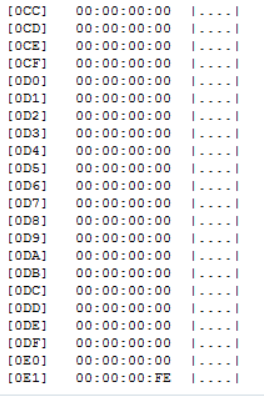 [0CC] 00:00:00:00 |....|
[0CD] 00:00:00:00 |....|
[0CE] 00:00:00:00 |....|
[0CF] 00:00:00:00 |....|
[0D0] 00:00:00:00 |....|
[0D1] 00:00:00:00 |....|
[0D2] 00:00:00:00 |....|
[0D3] 00:00:00:00 |....|
[0D4] 00:00:00:00 |....|
[0D5] 00:00:00:00 |....|
[0D6] 00:00:00:00 |....|
[0D7] 00:00:00:00 |....|
[0D8] 00:00:00:00 |....|
[0D9] 00:00:00:00 |....|
[0DA] 00:00:00:00 |....|
[0DB] 00:00:00:00 |....|
[0DC] 00:00:00:00 |....|
[0DD] 00:00:00:00 |....|
[0DE] 00:00:00:00 |....|
[0DF] 00:00:00:00 |....|
[0E0] 00:00:00:00 |....|
[0E1] 00:00:00:FE |....|